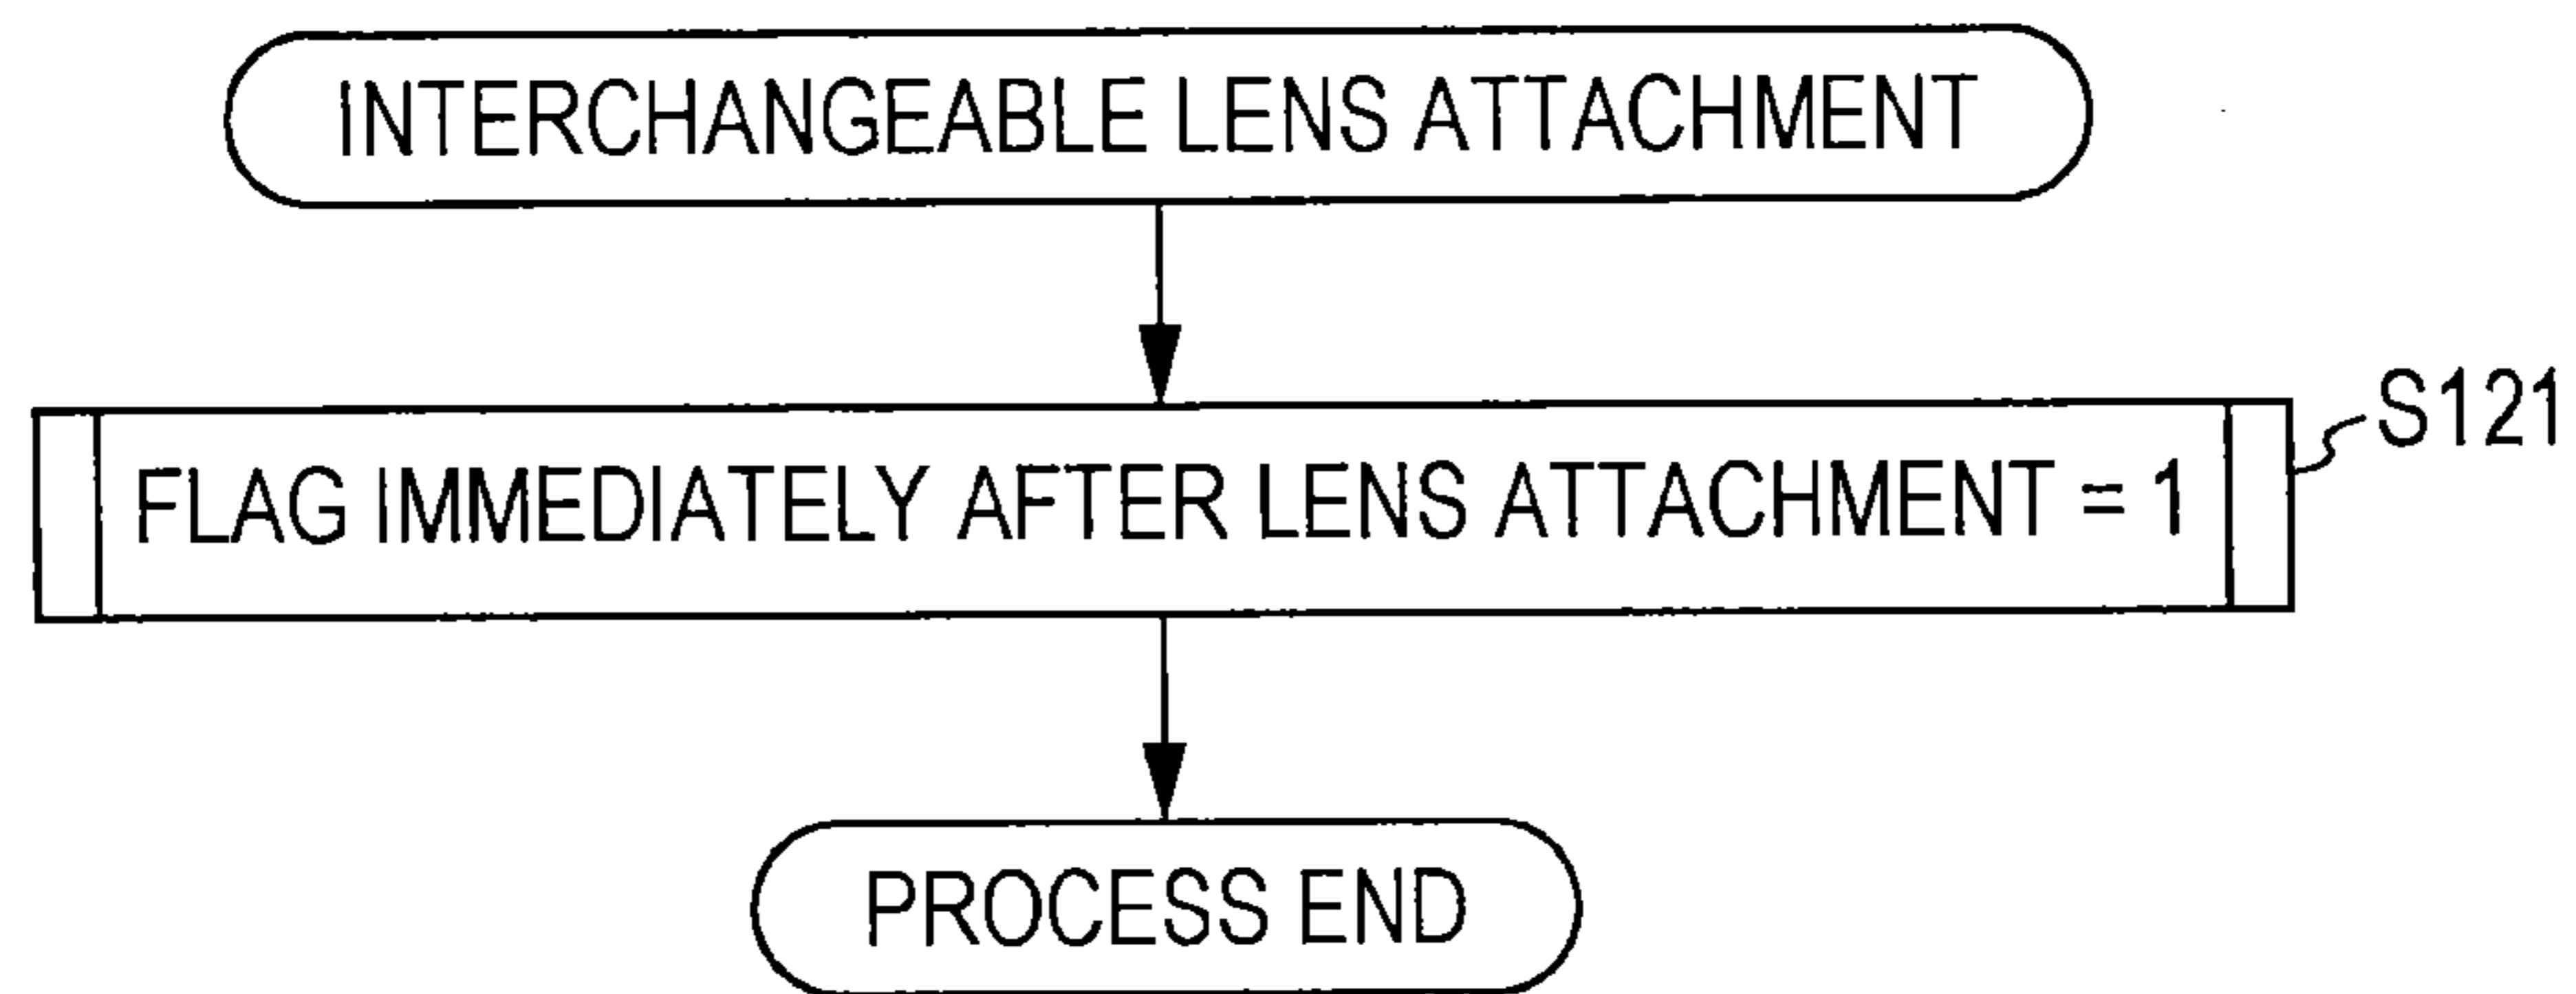 INTERCHANGEABLE LENS ATTACHMENT
FLAG IMMEDIATELY AFTER LENS ATTACHMENT = 1
S121
PROCESS END